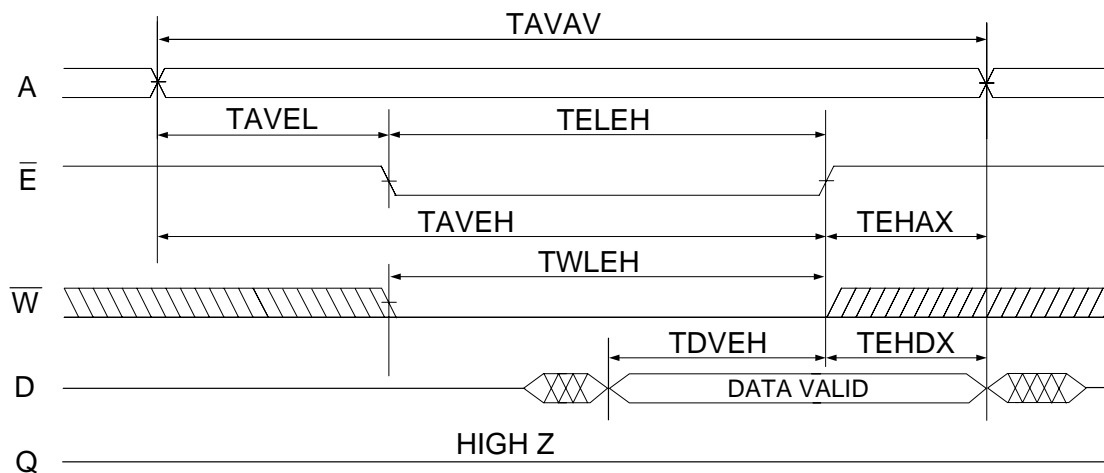 TAVAV
A
TAVEL TELEH
E̅
TAVEH TEHAX
TWLEH
W̅
TDVEH TEHDX
D DATA VALID
HIGH Z
Q